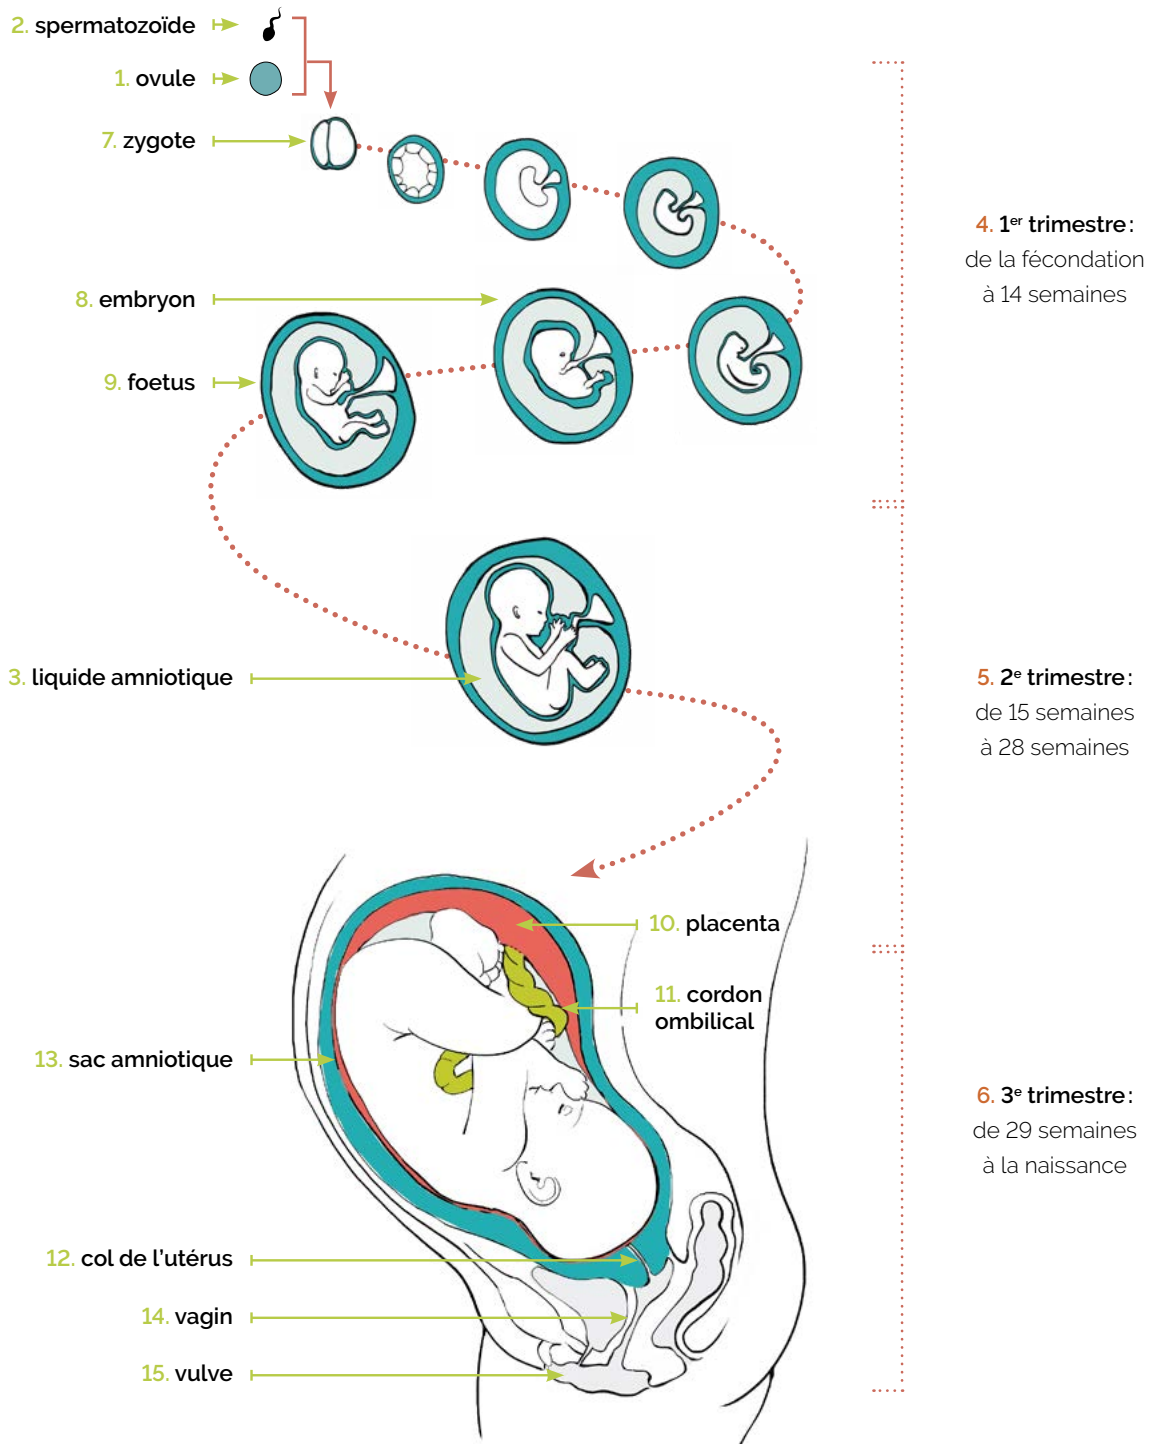 2. spermatozoïde
1. ovule
7. zygote
4. 1er trimestre :
de la fécondation
à 14 semaines
8. embryon
9. foetus
3. liquide amniotique
5. 2e trimestre :
de 15 semaines
à 28 semaines
10. placenta
11. cordon
ombilical
13. sac amniotique
6. 3e trimestre :
de 29 semaines
à la naissance
12. col de l’utérus
14. vagin
15. vulve